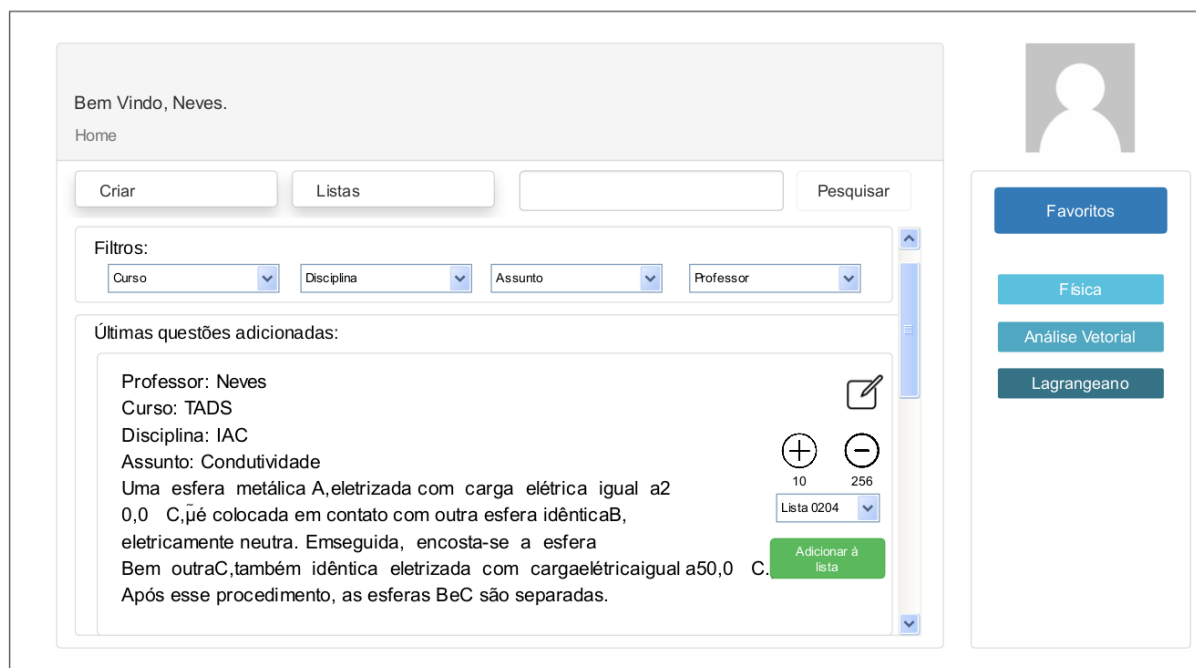 Bem Vindo, Neves.
Home
Criar
Listas
Pesquisar
Filtros:
Curso
Disciplina
Assunto
Professor
Últimas questões adicionadas:
Professor: Neves
Curso: TADS
Disciplina: IAC
Assunto: Condutividade
Uma esfera metálica A,eletrizada com carga elétrica igual a2
0,0 C,μ̃é colocada em contato com outra esfera idênticaB,
eletricamente neutra. Emseguida, encosta-se a esfera
Bem outraC,também idêntica eletrizada com cargaelétricaigual a50,0 C.
Após esse procedimento, as esferas BeC são separadas.
10
256
Lista 0204
Adicionar à
lista
Favoritos
Física
Análise Vetorial
Lagrangeano